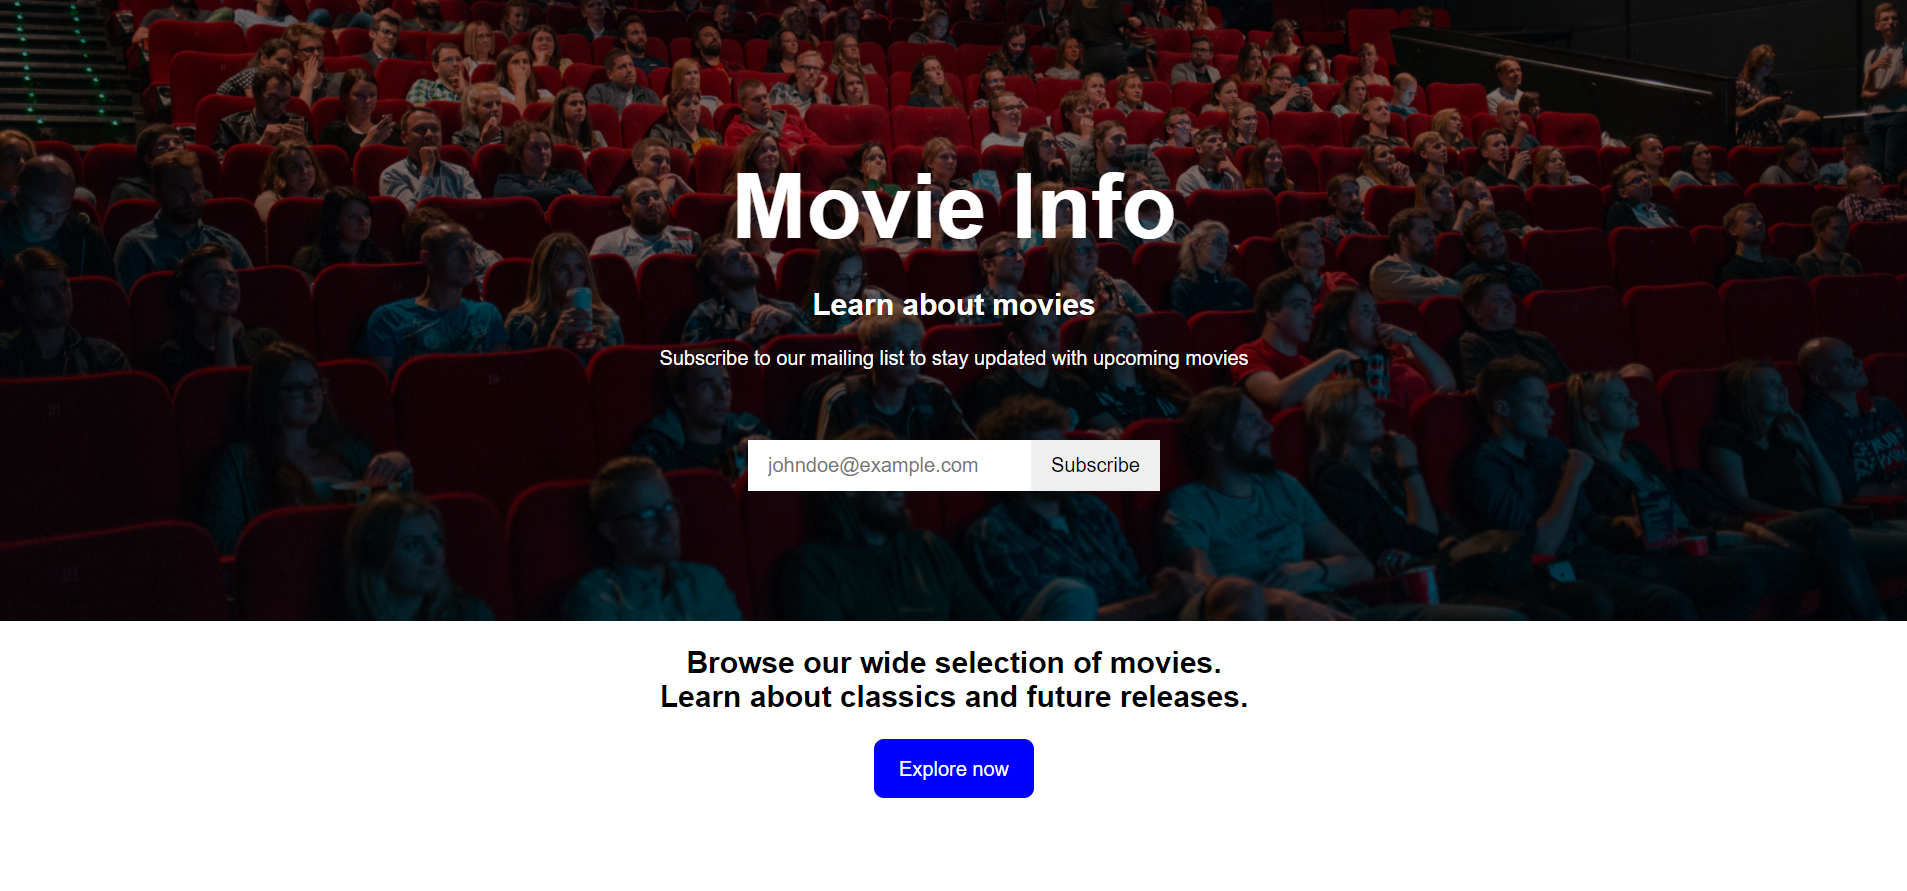 Movie Info
Learn about movies
Subscribe to our mailing list to stay updated with upcoming movies
johndoe@example.com
Subscribe
Browse our wide selection of movies.
Learn about classics and future releases.
Explore now